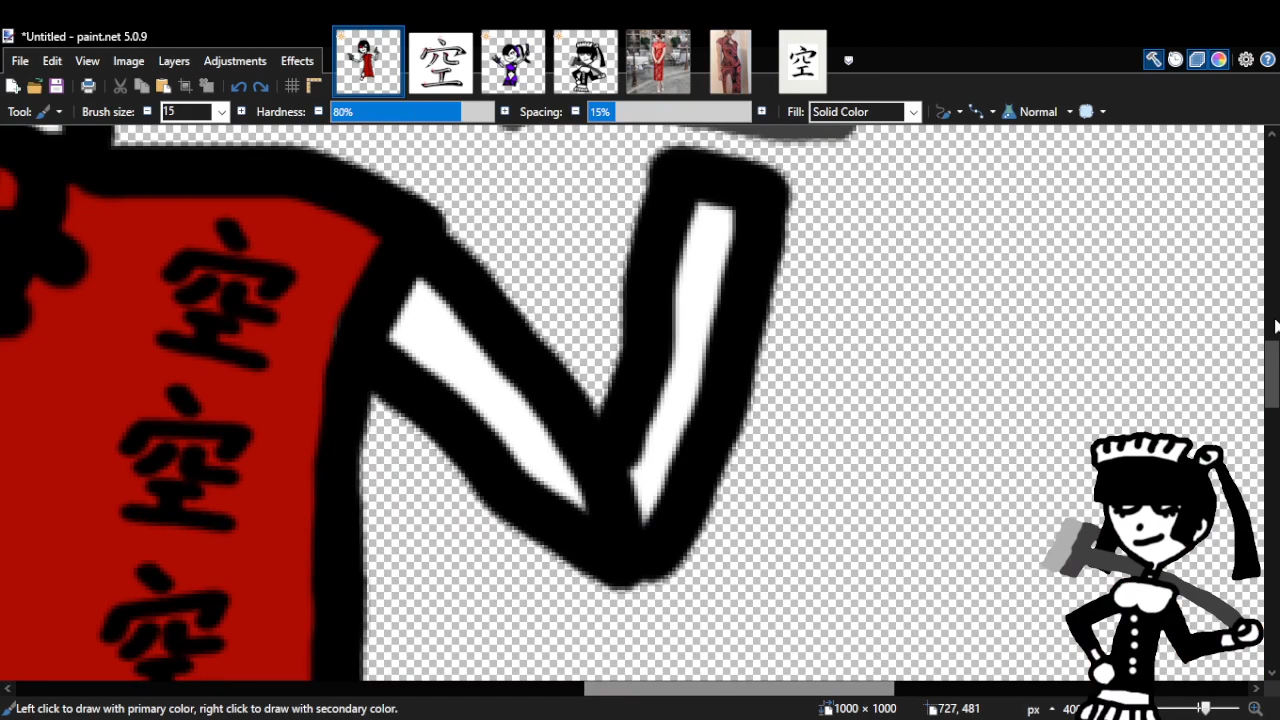 *Untitled - paint.net 5.0.9
File Edit View Image Layers Adjustments Effects
空
空
Tool: Brush size: 15 Hardness: 80% Spacing: 15% Fill: Solid Color Normal
空
空
空
Left click to draw with primary color, right click to draw with secondary color. 1000 × 1000 727, 481 px